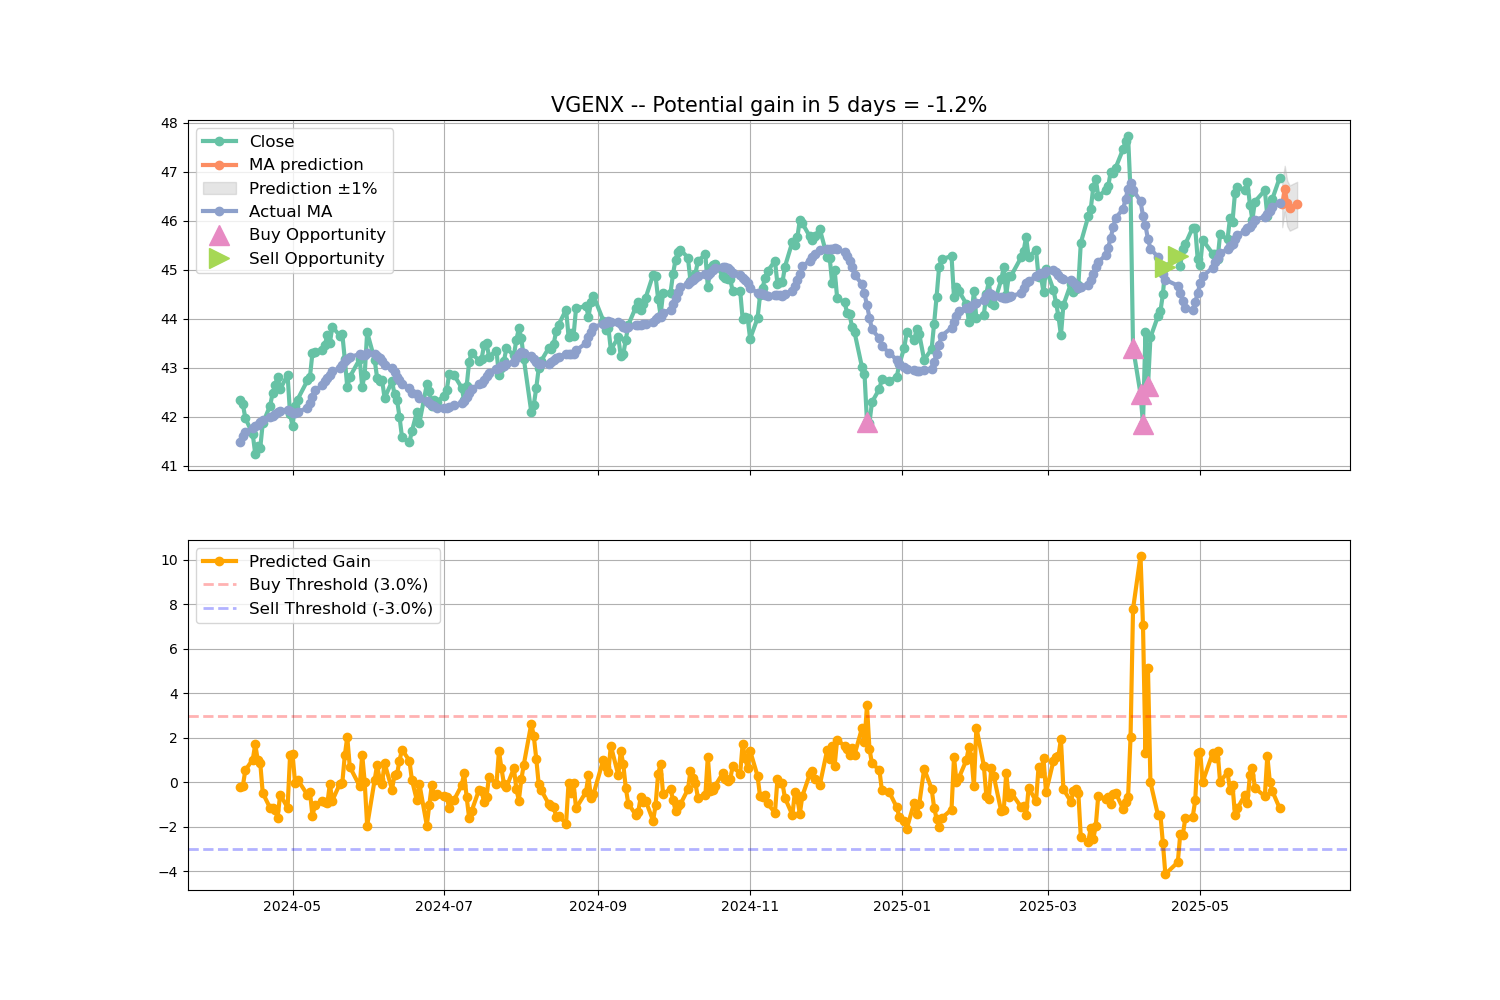 VGENX -- Potential gain in 5 days = -1.2%
48
47
46
45
44
43
42
41
Close
MA prediction
Prediction ±1%
Actual MA
Buy Opportunity
Sell Opportunity
10
8
6
4
2
0
−2
−4
Predicted Gain
Buy Threshold (3.0%)
Sell Threshold (-3.0%)
2024-05
2024-07
2024-09
2024-11
2025-01
2025-03
2025-05